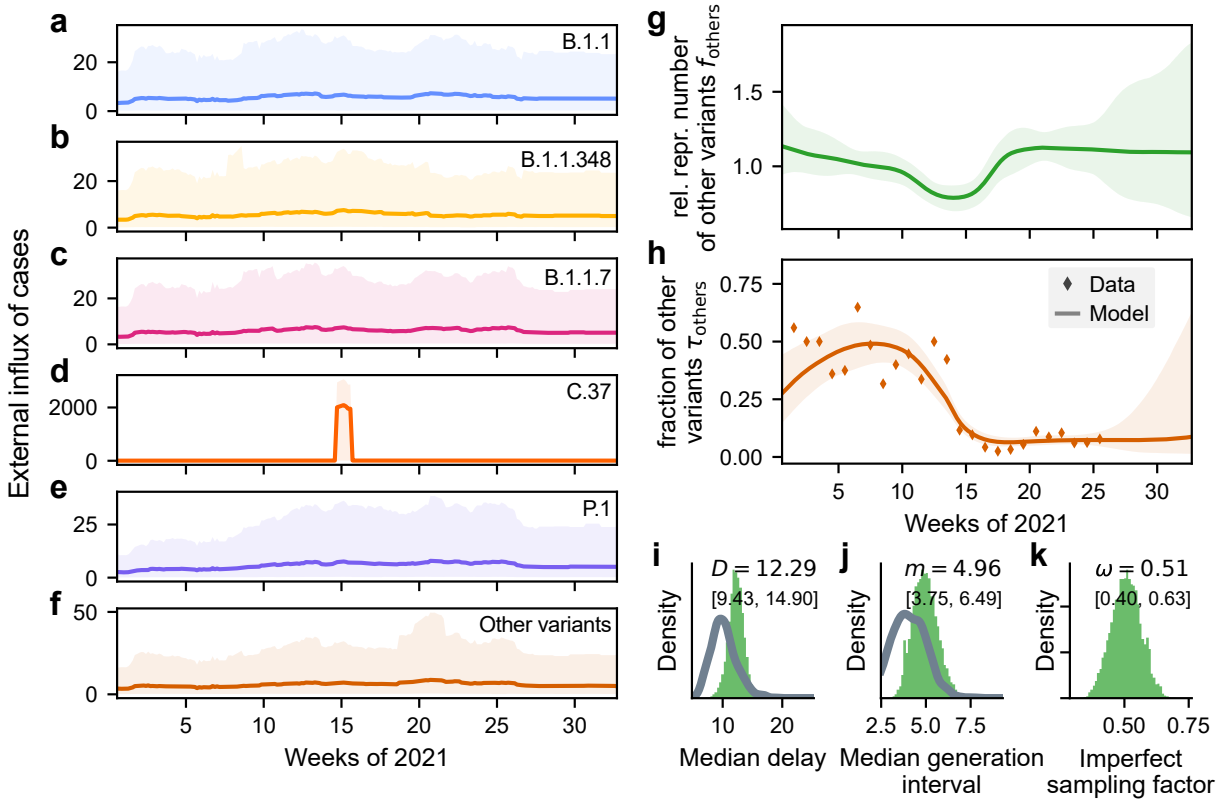 External influx of cases
a
B.1.1
20
0
b
B.1.1.348
20
0
c
B.1.1.7
20
0
d
C.37
2000
0
e
P.1
25
0
f
Other variants
50
0
5 10 15 20 25 30
Weeks of 2021
g
rel. repr. number
of other variants f_others
1.5
1.0
h
fraction of other
variants τ_others
0.75
0.50
0.25
0.00
Data
Model
5 10 15 20 25 30
Weeks of 2021
i
D = 12.29
[9.43, 14.90]
Density
10 20
Median delay
j
m = 4.96
[3.75, 6.49]
Density
2.5 5.0 7.5
Median generation
interval
k
ω = 0.51
[0.40, 0.63]
Density
0.50 0.75
Imperfect
sampling factor